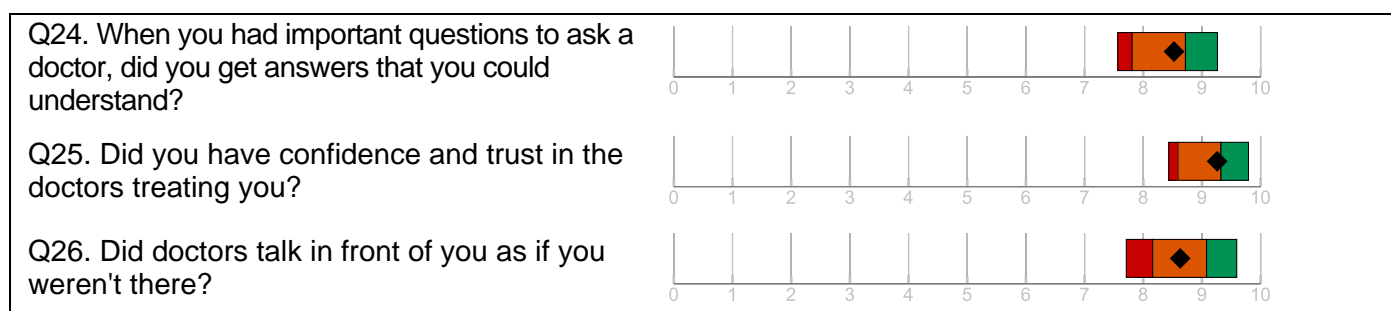 Q24. When you had important questions to ask a
doctor, did you get answers that you could
understand?
0 1 2 3 4 5 6 7 8 9 10
Q25. Did you have confidence and trust in the
doctors treating you?
0 1 2 3 4 5 6 7 8 9 10
Q26. Did doctors talk in front of you as if you
weren't there?
0 1 2 3 4 5 6 7 8 9 10